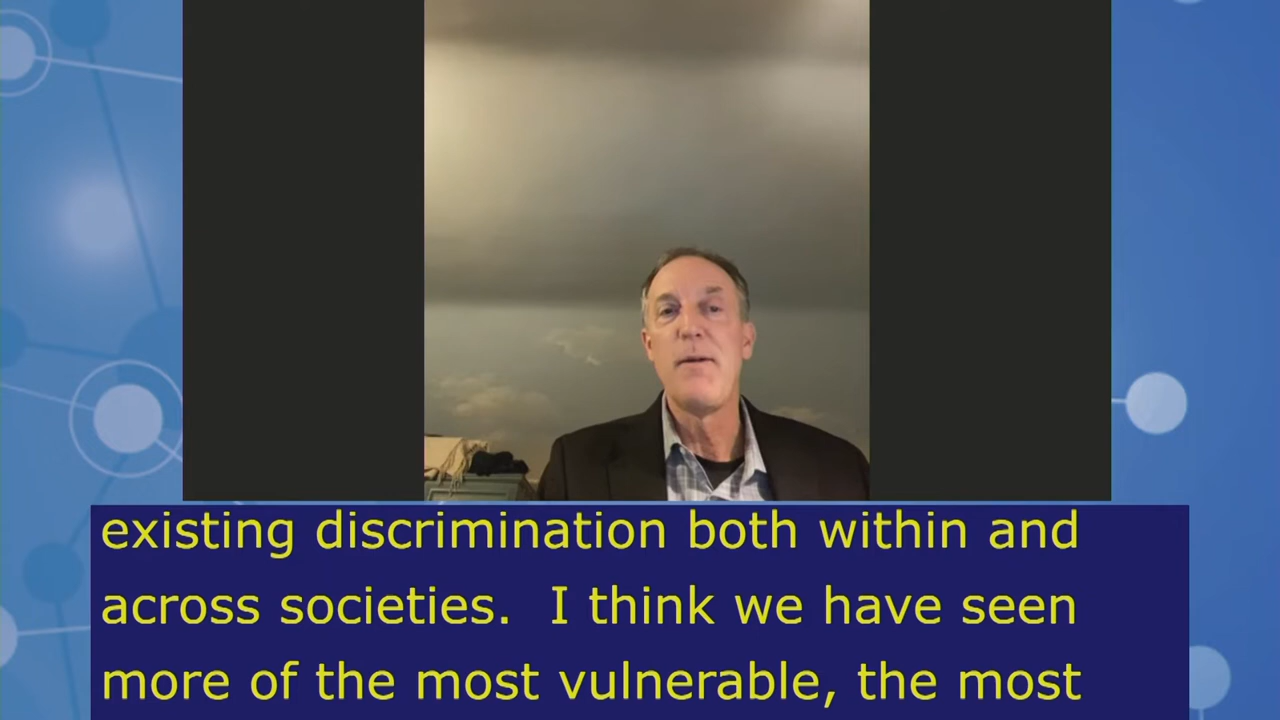 existing discrimination both within and
across societies.  I think we have seen
more of the most vulnerable, the most